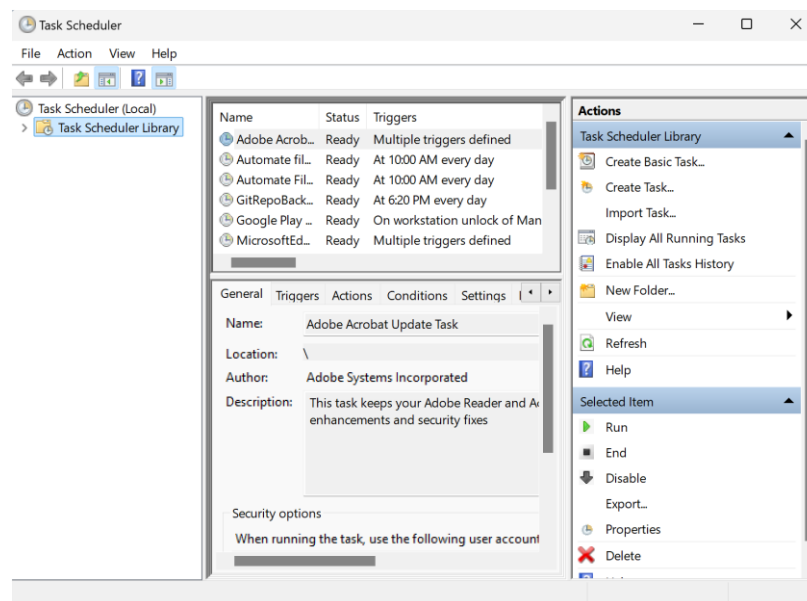 Task Scheduler
File Action View Help
Task Scheduler (Local)
Task Scheduler Library
Name Status Triggers
Adobe Acrob... Ready Multiple triggers defined
Automate fil... Ready At 10:00 AM every day
Automate Fil... Ready At 10:00 AM every day
GitRepoBack... Ready At 6:20 PM every day
Google Play ... Ready On workstation unlock of Man
MicrosoftEd... Ready Multiple triggers defined
General Triggers Actions Conditions Settings
Name: Adobe Acrobat Update Task
Location: \
Author: Adobe Systems Incorporated
Description: This task keeps your Adobe Reader and
enhancements and security fixes
Security options
When running the task, use the following user account
Actions
Task Scheduler Library
Create Basic Task...
Create Task...
Import Task...
Display All Running Tasks
Enable All Tasks History
New Folder...
View
Refresh
Help
Selected Item
Run
End
Disable
Export...
Properties
Delete